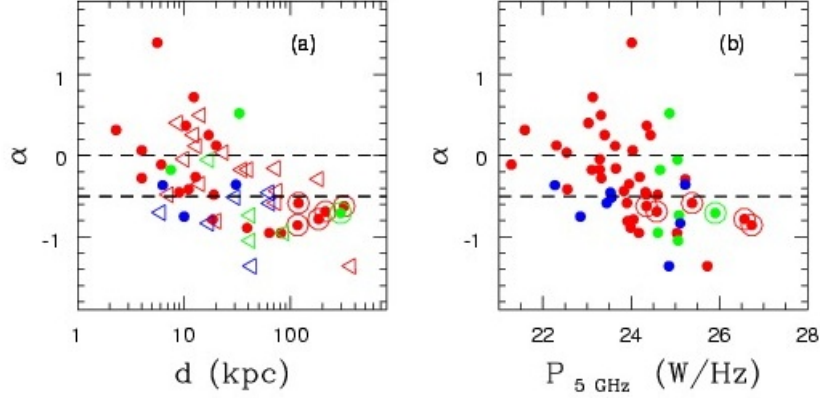 (a)
(b)
1
0
-1
α
1
10
100
d (kpc)
1
0
-1
α
22
24
26
28
P 5 GHz (W/Hz)